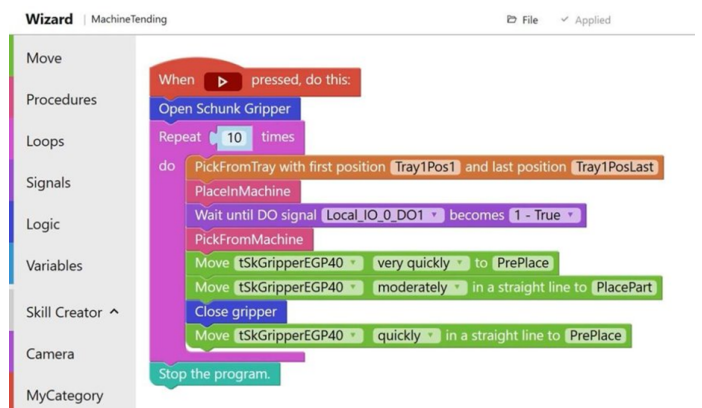 Wizard | MachineTending File Applied
Move
Procedures
Loops
Signals
Logic
Variables
Skill Creator
Camera
MyCategory
When pressed, do this:
Open Schunk Gripper
Repeat 10 times
do PickFromTray with first position Tray1Pos1 and last position Tray1PosLast
PlaceInMachine
Wait until DO signal Local_IO_0_DO1 becomes 1 - True
PickFromMachine
Move tSkGripperEGP40 very quickly to PrePlace
Move tSkGripperEGP40 moderately in a straight line to PlacePart
Close gripper
Move tSkGripperEGP40 quickly in a straight line to PrePlace
Stop the program.